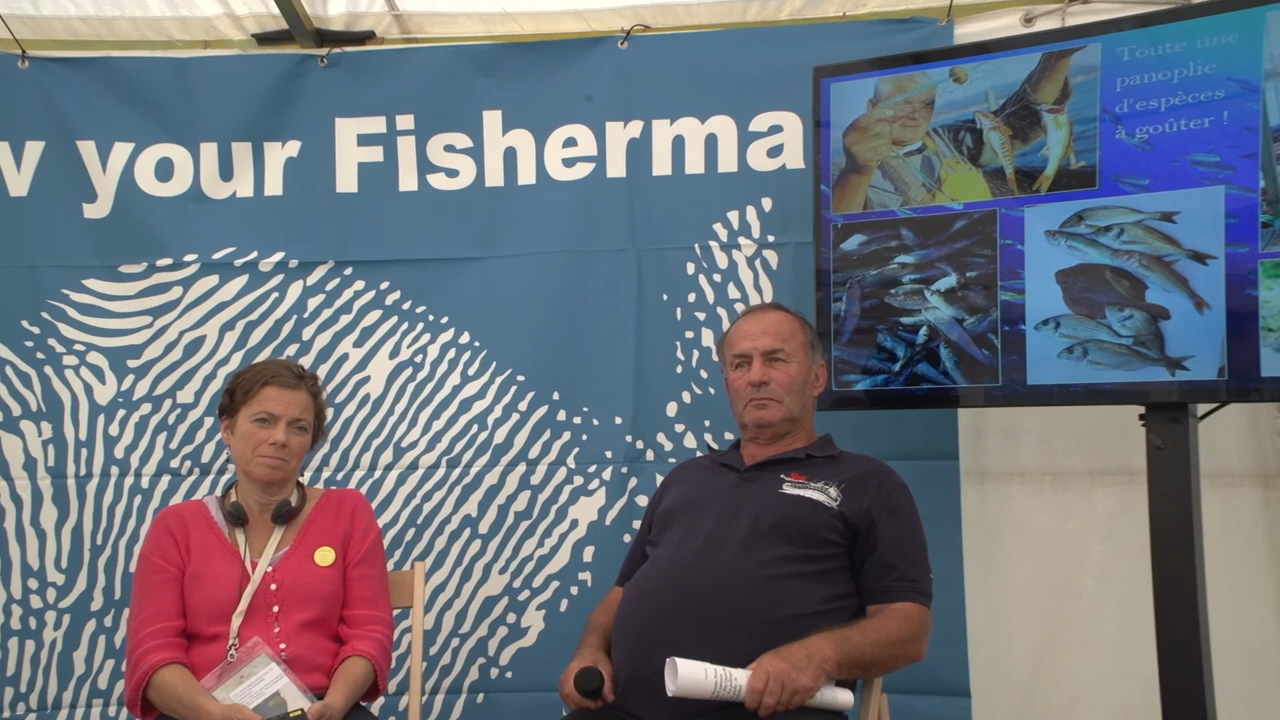 w your Fisherma
Toute une
panoplie
d'espèces
à goûter !